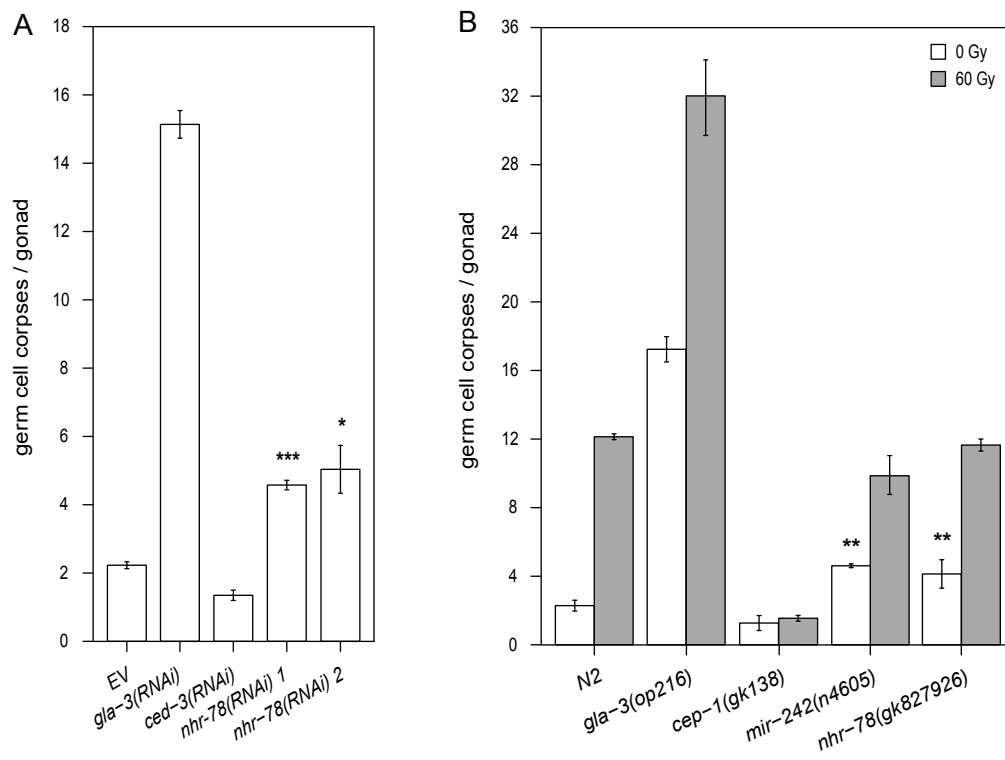 A
germ cell corpses / gonad
18
16
14
12
10
8
6
4
2
0
***
*
EV
gla−3(RNAi)
ced−3(RNAi)
nhr-78(RNAi) 1
nhr−78(RNAi) 2
B
germ cell corpses / gonad
36
32
28
24
20
16
12
8
4
0
0 Gy
60 Gy
**
**
N2
gla−3(op216)
cep−1(gk138)
mir−242(n4605)
nhr−78(gk827926)